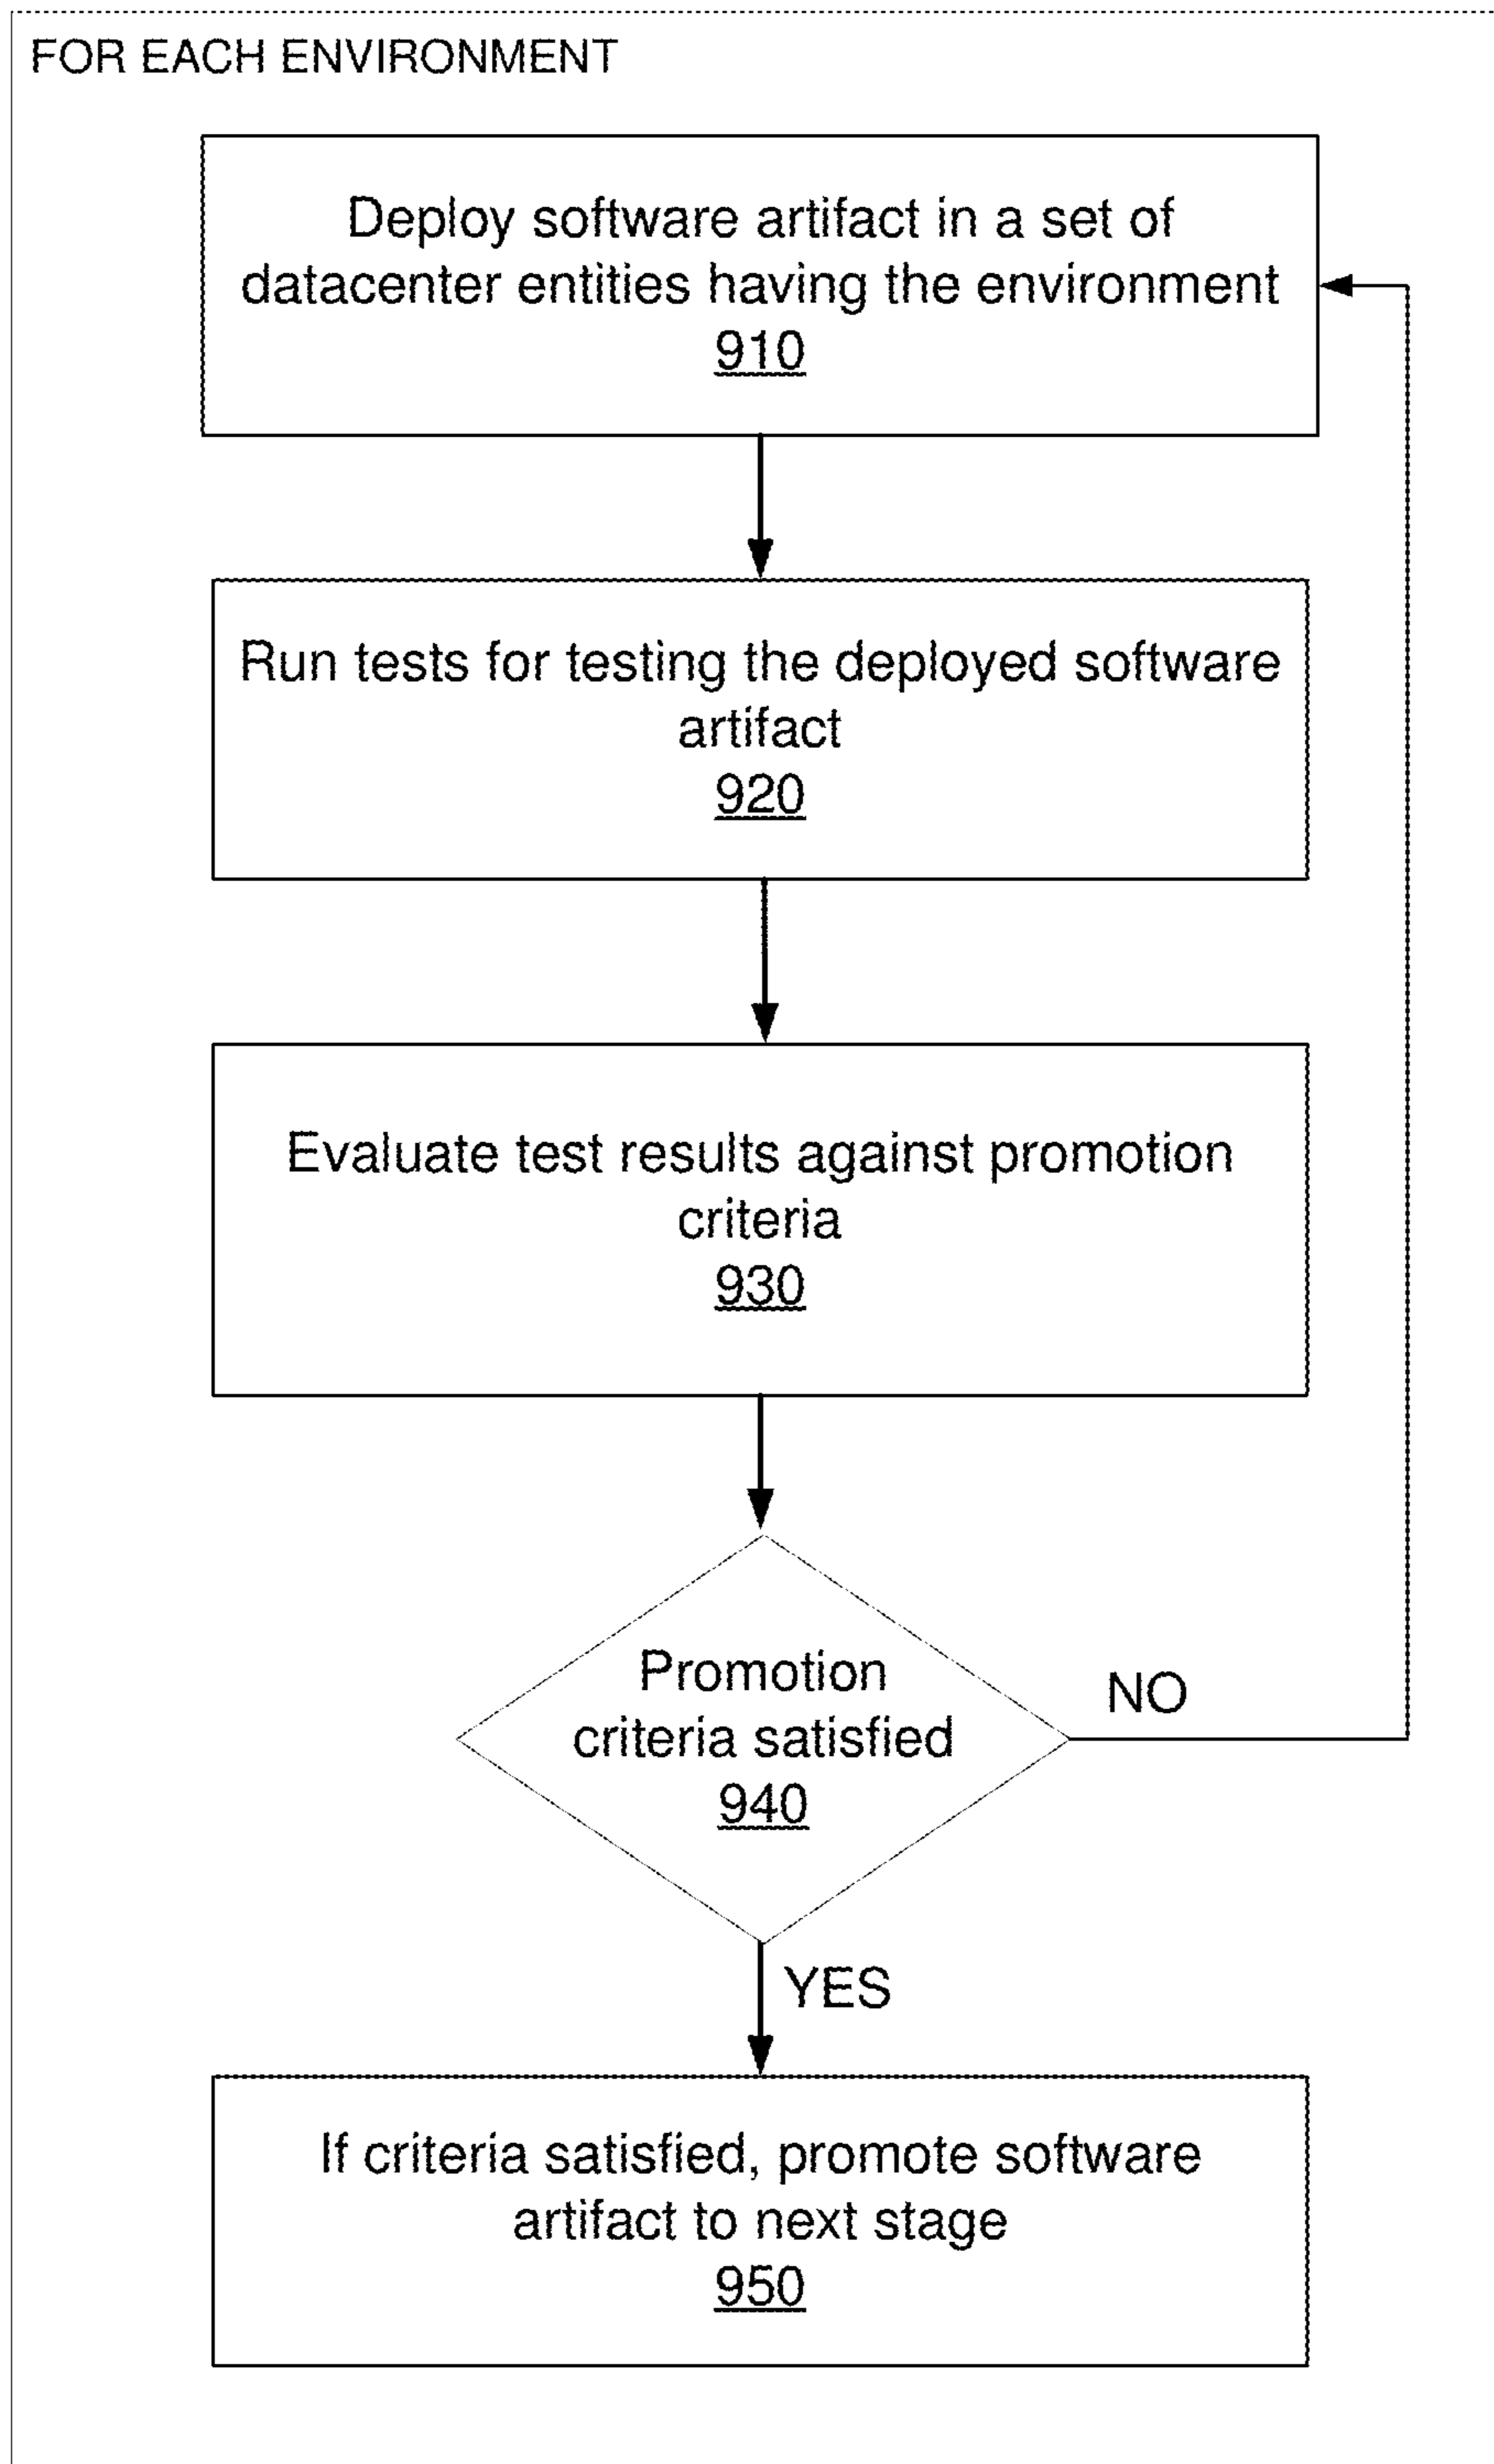 FOR EACH ENVIRONMENT
Deploy software artifact in a set of
datacenter entities having the environment
910
Run tests for testing the deployed software
artifact
920
Evaluate test results against promotion
criteria
930
Promotion
criteria satisfied
940
NO
YES
If criteria satisfied, promote software
artifact to next stage
950